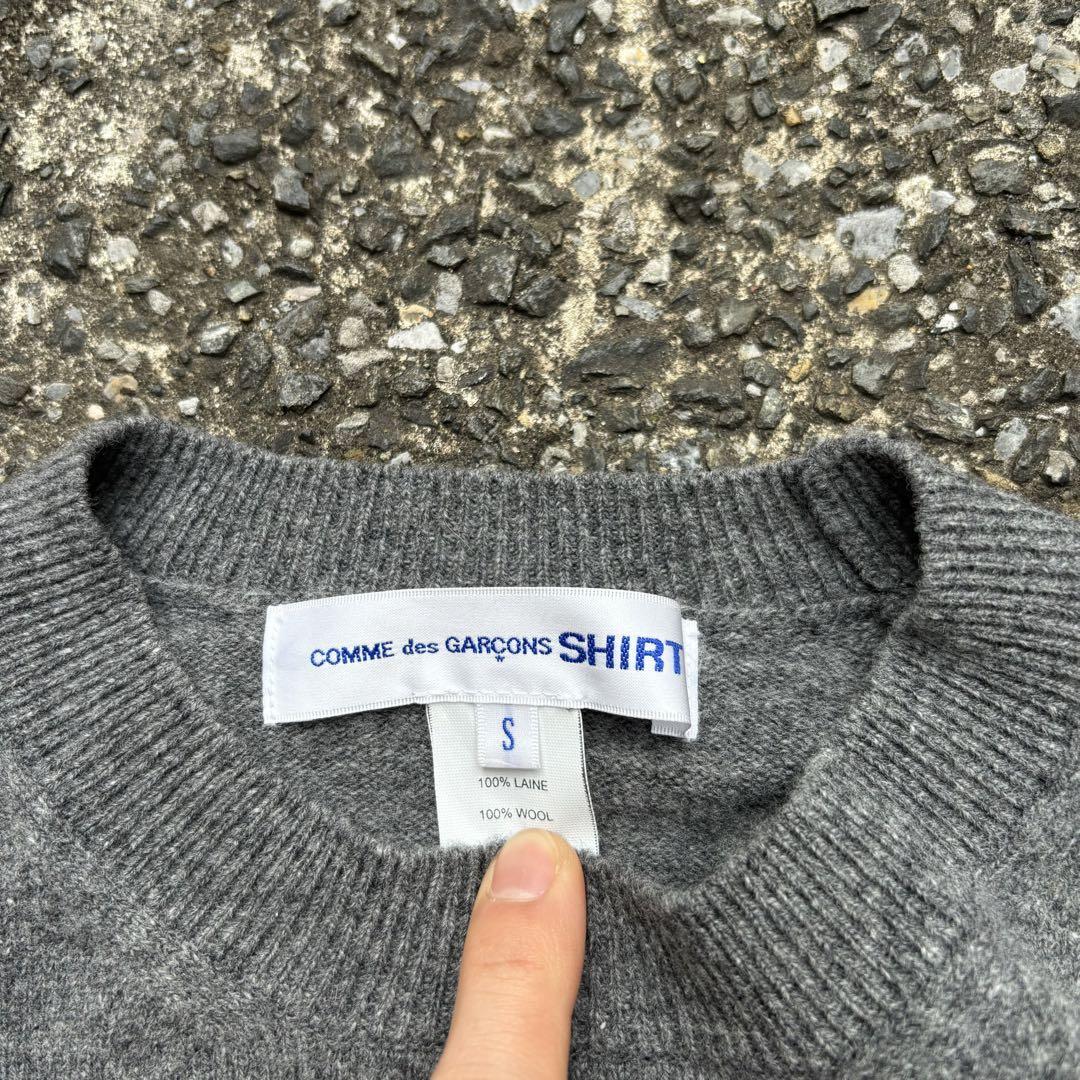 COMME des GARÇONS SHIRT
S
100% LAINE
100% WOOL